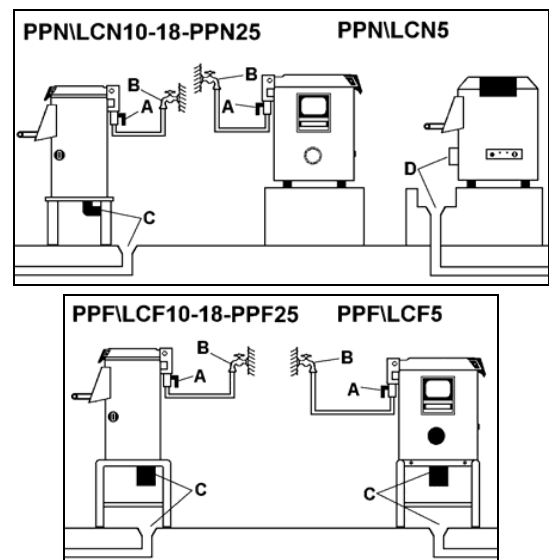 PPN\LCN10-18-PPN25 PPN\LCN5
B B
A A
D
C
PPF\LCF10-18-PPF25 PPF\LCF5
B B
A A
C C